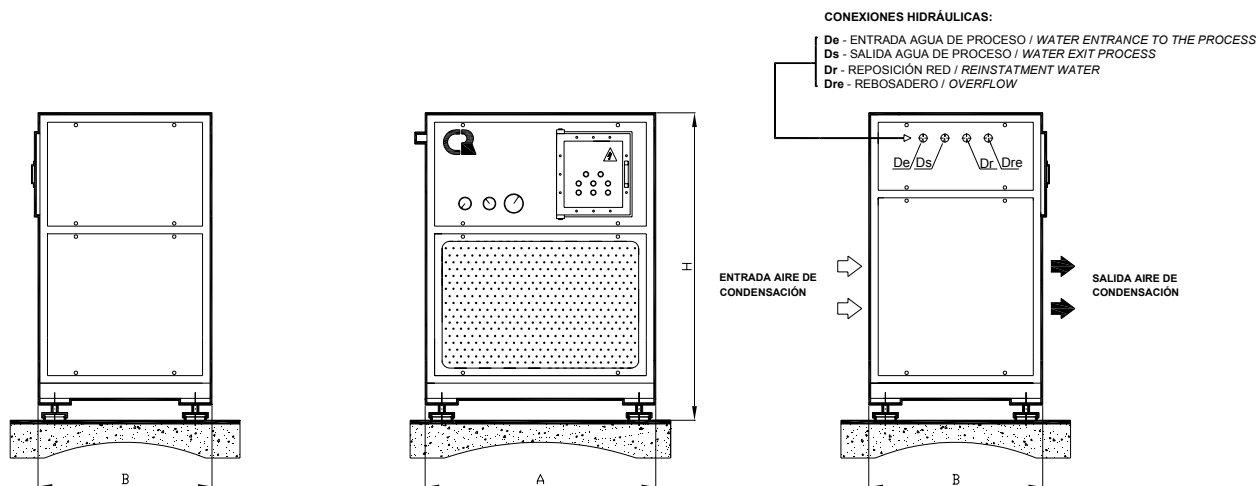 CONEXIONES HIDRÁULICAS:
De - ENTRADA AGUA DE PROCESO / WATER ENTRANCE TO THE PROCESS
Ds - SALIDA AGUA DE PROCESO / WATER EXIT PROCESS
Dr - REPOSICIÓN RED / REINSTATMENT WATER
Dre - REBOSADERO / OVERFLOW
De Ds Dr Dre
H
ENTRADA AIRE DE
CONDENSACIÓN
SALIDA AIRE DE
CONDENSACIÓN
B
A
B